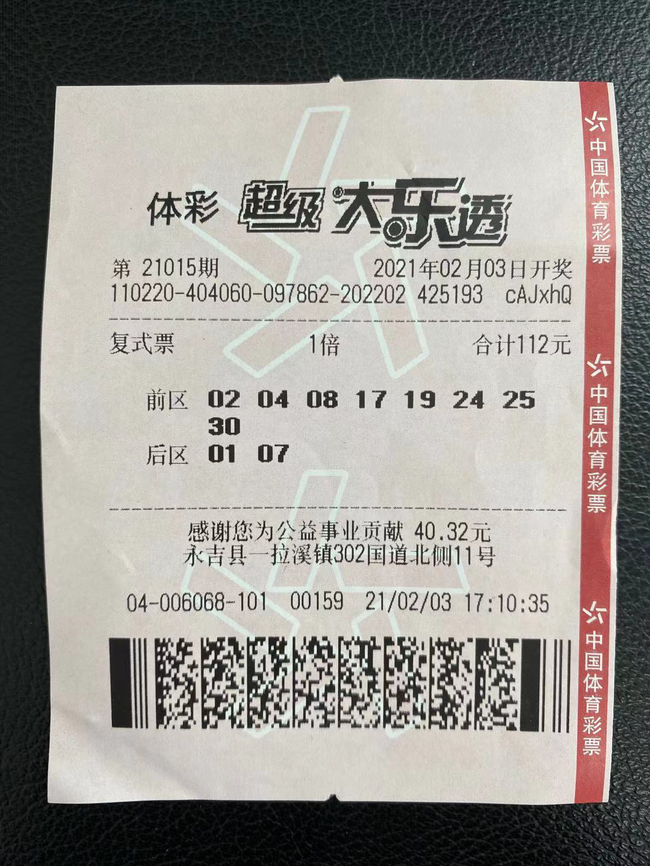 体彩 超级大乐透
第 21015期 2021年02月03日开奖
110220-404060-097862-202202 425193 cAJxhQ
复式票 1倍 合计112元
前区 02 04 08 17 19 24 25
30
后区 01 07
感谢您为公益事业贡献 40.32元
永吉县一拉溪镇302国道北侧11号
04-006068-101 00159 21/02/03 17:10:35
中国体育彩票
中国体育彩票
中国体育彩票